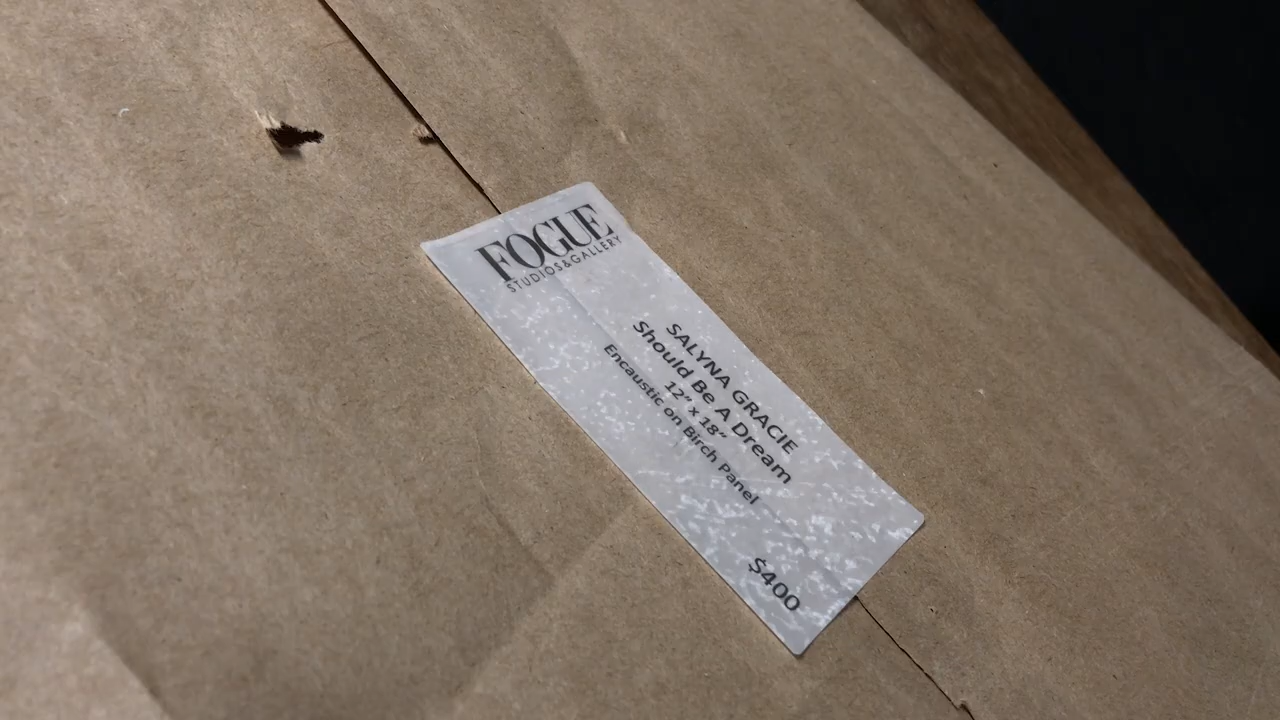 FOGUE
STUDIOS&GALLERY
SALYNA GRACIE
Should Be A Dream
12" x 18"
Encaustic on Birch Panel
$400